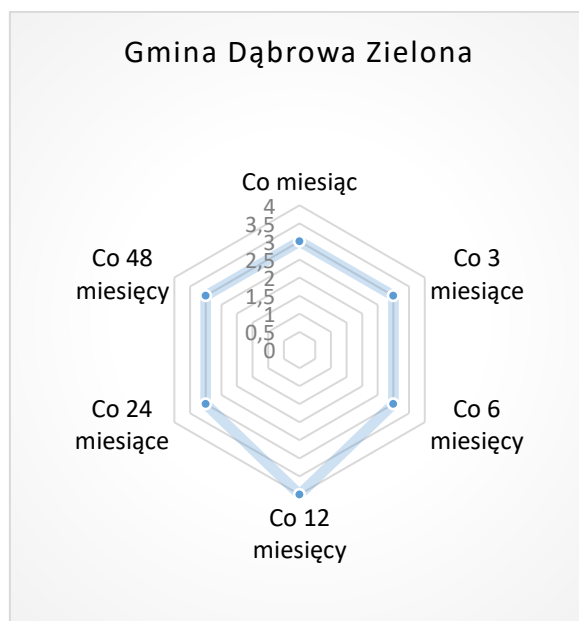 Gmina Dąbrowa Zielona
Co miesiąc
4
3,5
3
2,5
2
1,5
1
0,5
0
Co 3
miesiące
Co 6
miesięcy
Co 12
miesięcy
Co 24
miesiące
Co 48
miesięcy